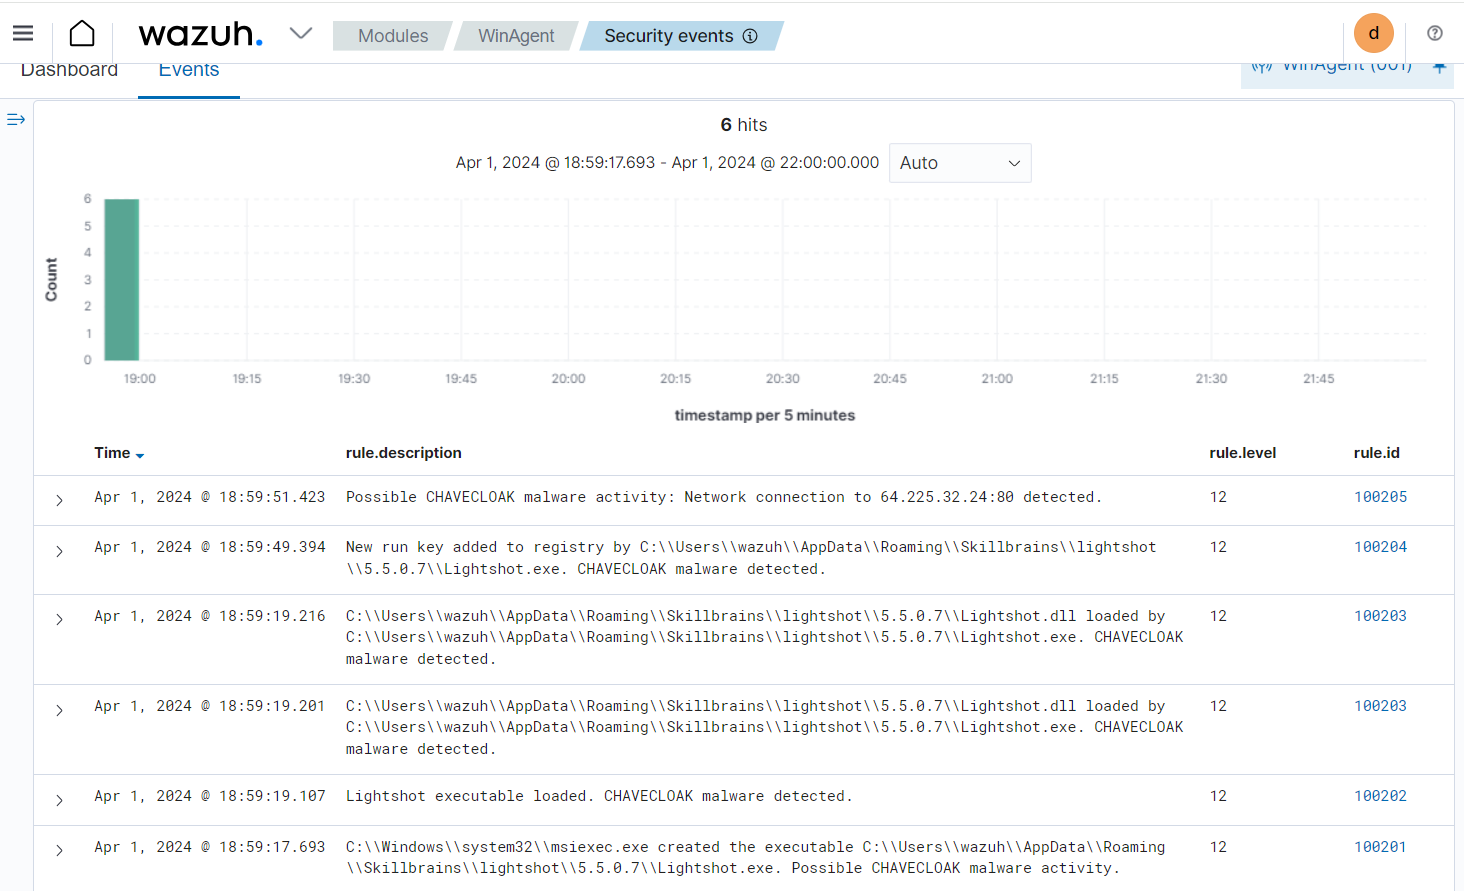 wazuh.
Modules
WinAgent
Security events
d
Dashboard
Events
WinAgent (001)
6 hits
Apr 1, 2024 @ 18:59:17.693 - Apr 1, 2024 @ 22:00:00.000
Auto
6
5
4
3
2
1
0
Count
19:00 19:15 19:30 19:45 20:00 20:15 20:30 20:45 21:00 21:15 21:30 21:45
timestamp per 5 minutes
Time rule.description rule.level rule.id
Apr 1, 2024 @ 18:59:51.423 Possible CHAVECLOAK malware activity: Network connection to 64.225.32.24:80 detected. 12 100205
Apr 1, 2024 @ 18:59:49.394 New run key added to registry by C:\\Users\\wazuh\\AppData\\Roaming\\Skillbrains\\lightshot 12 100204
\\5.5.0.7\\Lightshot.exe. CHAVECLOAK malware detected.
Apr 1, 2024 @ 18:59:19.216 C:\\Users\\wazuh\\AppData\\Roaming\\Skillbrains\\lightshot\\5.5.0.7\\Lightshot.dll loaded by 12 100203
C:\\Users\\wazuh\\AppData\\Roaming\\Skillbrains\\lightshot\\5.5.0.7\\Lightshot.exe. CHAVECLOAK
malware detected.
Apr 1, 2024 @ 18:59:19.201 C:\\Users\\wazuh\\AppData\\Roaming\\Skillbrains\\lightshot\\5.5.0.7\\Lightshot.dll loaded by 12 100203
C:\\Users\\wazuh\\AppData\\Roaming\\Skillbrains\\lightshot\\5.5.0.7\\Lightshot.exe. CHAVECLOAK
malware detected.
Apr 1, 2024 @ 18:59:19.107 Lightshot executable loaded. CHAVECLOAK malware detected. 12 100202
Apr 1, 2024 @ 18:59:17.693 C:\\Windows\\system32\\msiexec.exe created the executable C:\\Users\\wazuh\\AppData\\Roaming 12 100201
\\Skillbrains\\lightshot\\5.5.0.7\\Lightshot.exe. Possible CHAVECLOAK malware activity.